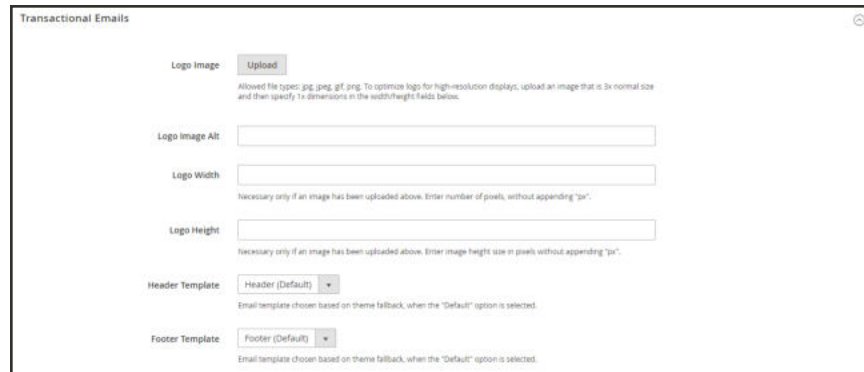 Transactional Emails
Logo Image
Upload
Allowed file types: jpg, jpeg, gif, png. To optimize logo for high-resolution displays, upload an image that is 3x normal size
and then specify 1x dimensions in the width/height fields below.
Logo Image Alt
Logo Width
Necessary only if an image has been uploaded above. Enter number of pixels, without appending "px".
Logo Height
Necessary only if an image has been uploaded above. Enter image height size in pixels without appending "px".
Header Template
Header (Default)
Email template chosen based on theme fallback, when the "Default" option is selected.
Footer Template
Footer (Default)
Email template chosen based on theme fallback, when the "Default" option is selected.